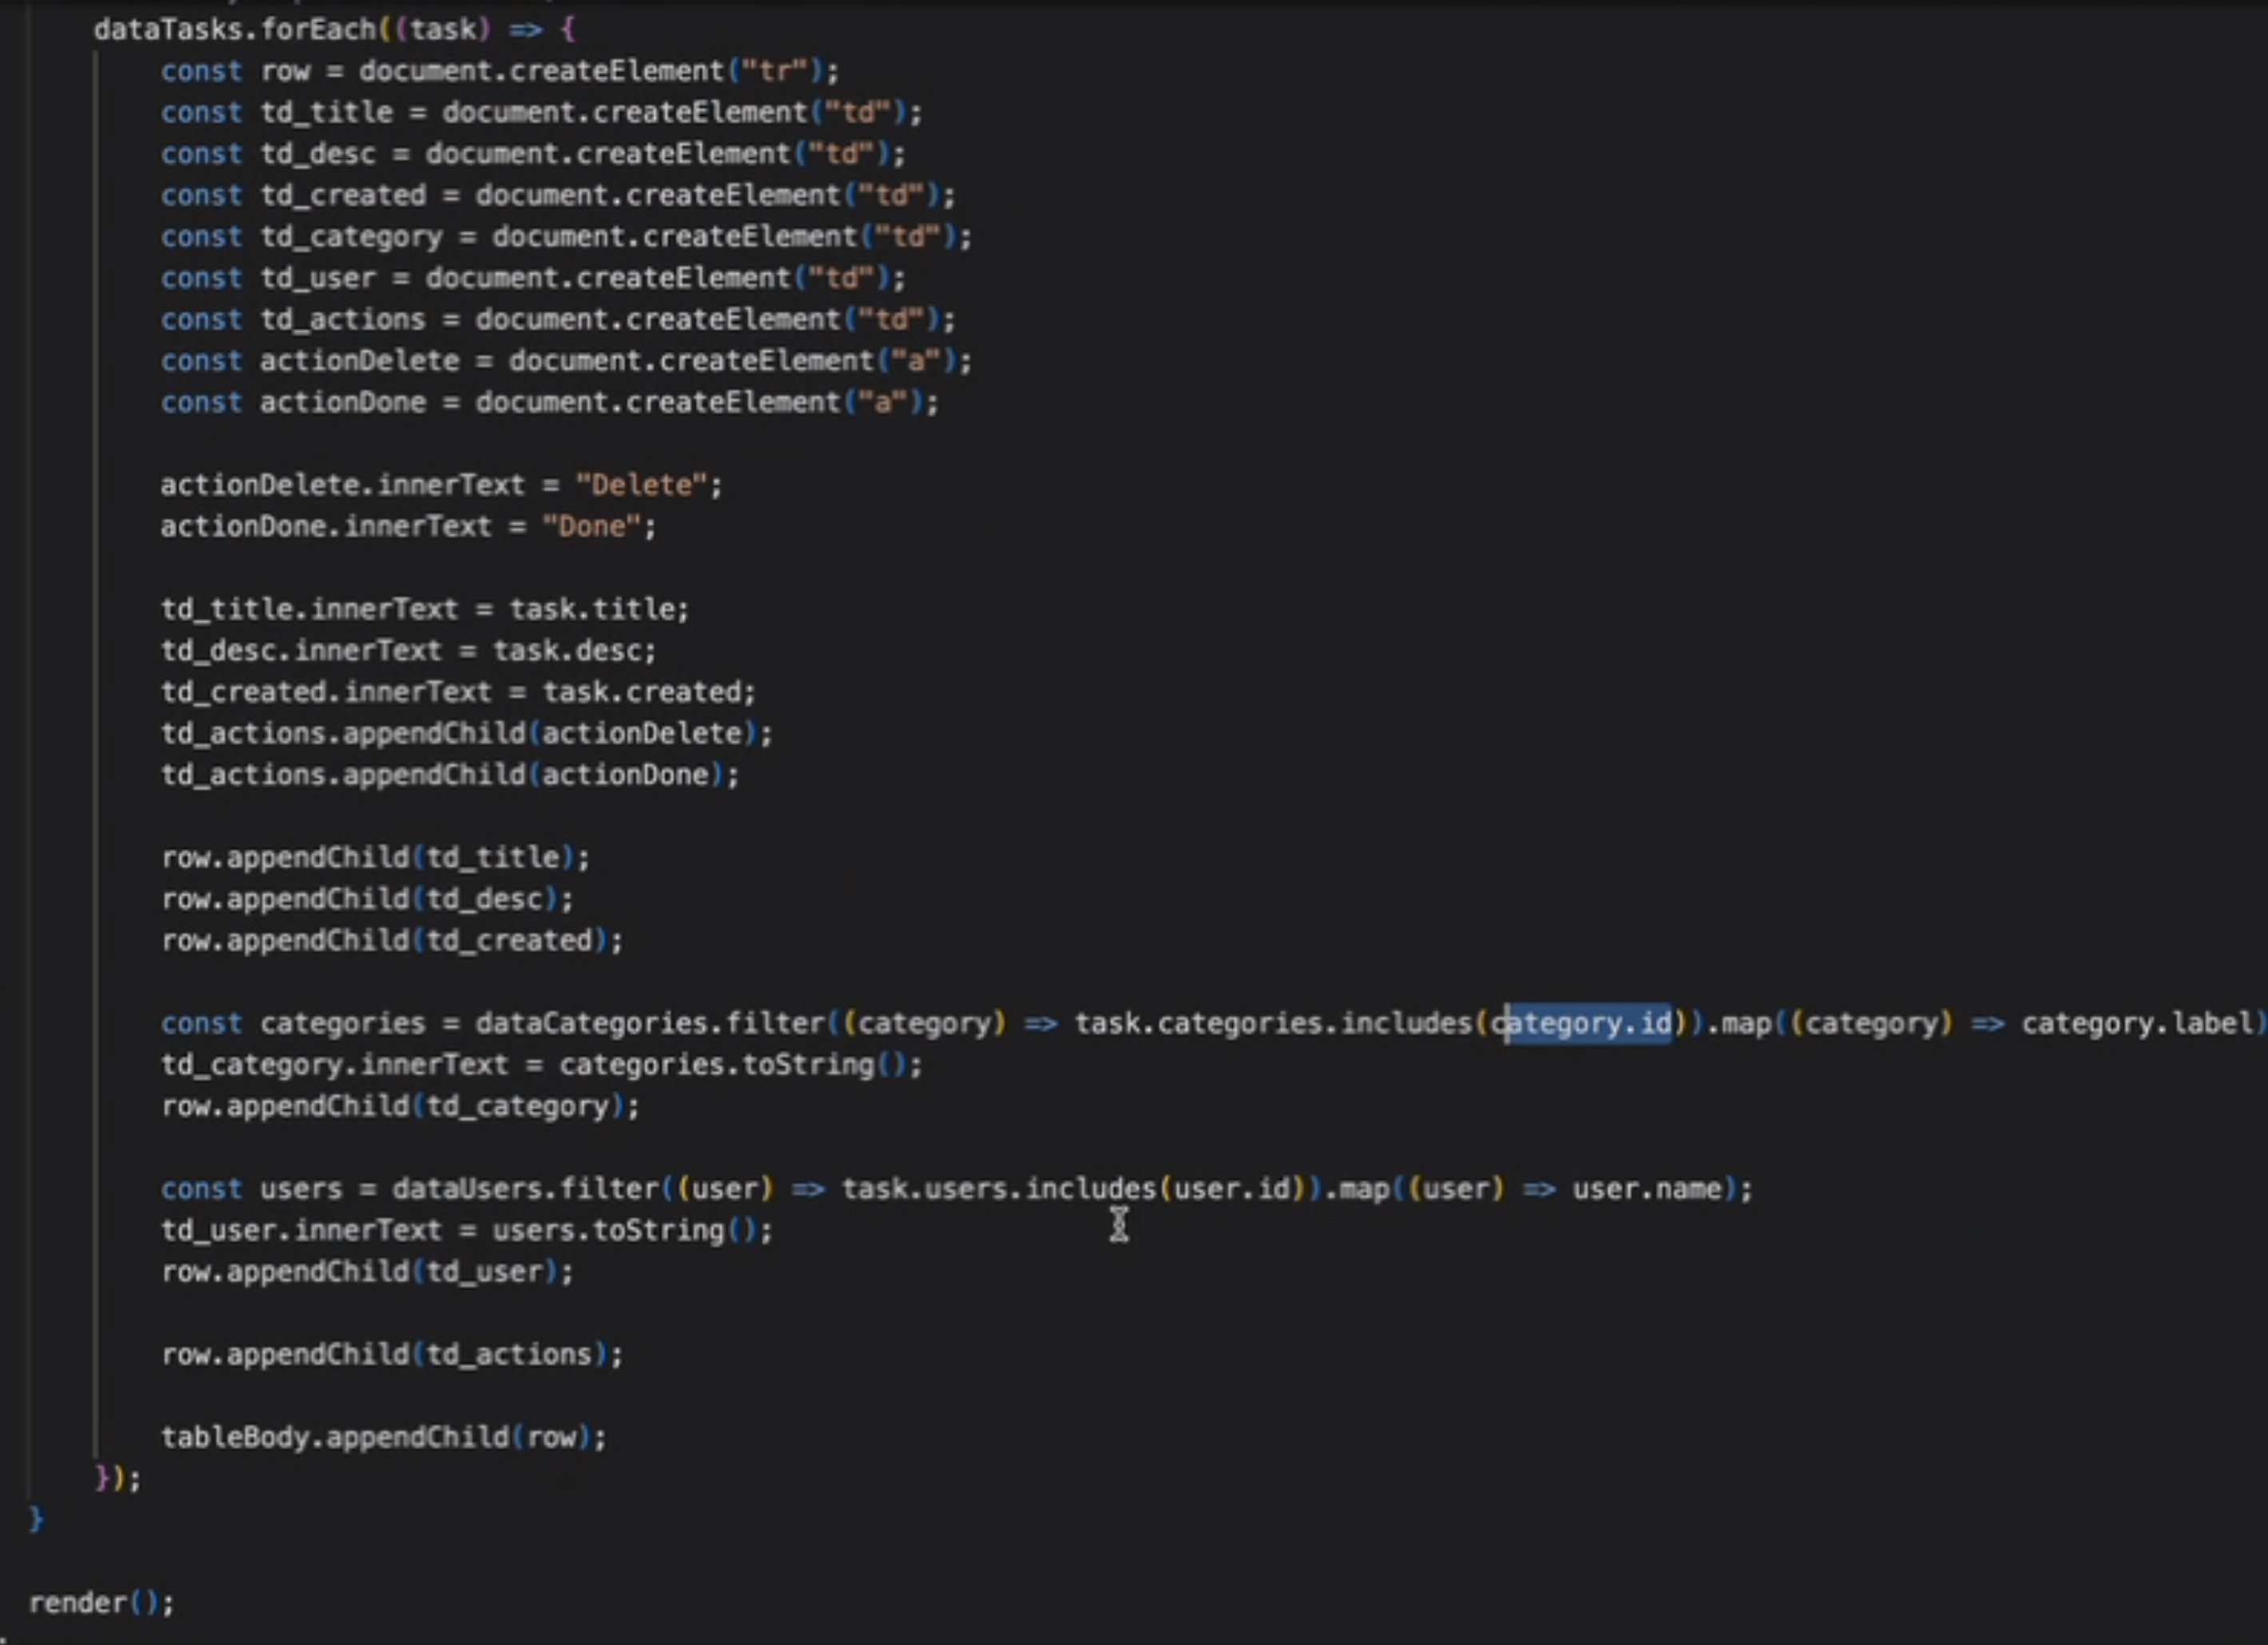 dataTasks.forEach((task) => {
const row = document.createElement("tr");
const td_title = document.createElement("td");
const td_desc = document.createElement("td");
const td_created = document.createElement("td");
const td_category = document.createElement("td");
const td_user = document.createElement("td");
const td_actions = document.createElement("td");
const actionDelete = document.createElement("a");
const actionDone = document.createElement("a");
actionDelete.innerText = "Delete";
actionDone.innerText = "Done";
td_title.innerText = task.title;
td_desc.innerText = task.desc;
td_created.innerText = task.created;
td_actions.appendChild(actionDelete);
td_actions.appendChild(actionDone);
row.appendChild(td_title);
row.appendChild(td_desc);
row.appendChild(td_created);
const categories = dataCategories.filter((category) => task.categories.includes(category.id)).map((category) => category.label)
td_category.innerText = categories.toString();
row.appendChild(td_category);
const users = dataUsers.filter((user) => task.users.includes(user.id)).map((user) => user.name);
td_user.innerText = users.toString();
row.appendChild(td_user);
row.appendChild(td_actions);
tableBody.appendChild(row);
});
}
render();